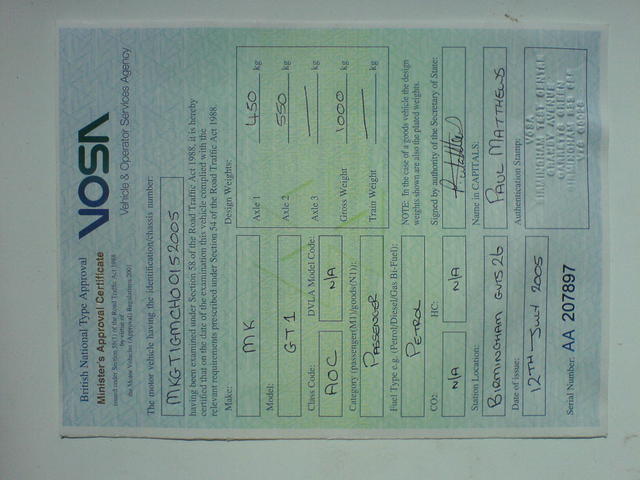 British National Type Approval
Minister's Approval Certificate
issued under Section 58(1) of the Road Traffic Act 1988
by virtue of
the Motor Vehicles (Approval) Regulations 2001
VOSA
Vehicle & Operator Services Agency
The motor vehicle having the identification/chassis number:
MKGTIGMCH00152005
having been examined under Section 58 of the Road Traffic Act 1988, it is hereby
certified that on the date of the examination this vehicle complied with the
relevant requirements prescribed under Section 54 of the Road Traffic Act 1988.
Make:
MK
Model:
GT1
Class Code:
AOC
DVLA Model Code:
N/A
Category (passenger(M1)/goods(N1)):
PASSENGER
Fuel Type e.g. (Petrol/Diesel/Gas Bi-Fuel):
PETROL
CO2:
N/A
HC:
N/A
Station Location:
BIRMINGHAM GVTS 26
Date of issue:
12TH JULY 2005
Serial Number: AA 207897
Design Weights:
Axle 1 450 kg
Axle 2 550 kg
Axle 3 — kg
Gross Weight 1000 kg
Train Weight — kg
NOTE: In the case of a goods vehicle the design
weights shown are also the plated weights.
Signed by authority of the Secretary of State:
Name in CAPITALS:
PAUL MATTHEWS
Authentication Stamp:
VOSA
BIRMINGHAM TEST STATION
GARRETTS GREEN